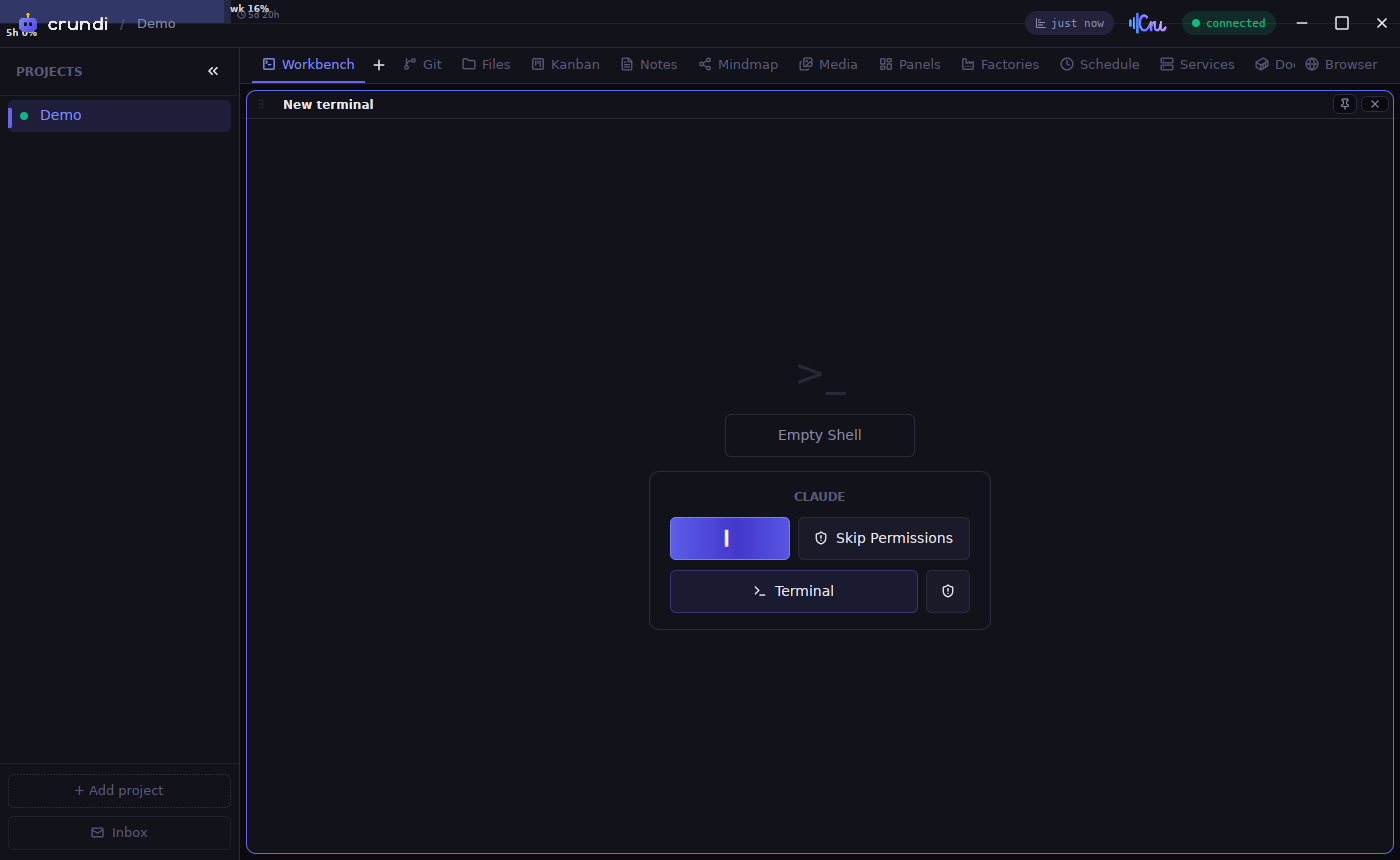 wk 16%
5d 20h
5h 0%
crundi / Demo
just now
Cru
connected
PROJECTS
Workbench
Git
Files
Kanban
Notes
Mindmap
Media
Panels
Factories
Schedule
Services
Doc
Browser
Demo
New terminal
>_
Empty Shell
CLAUDE
Skip Permissions
Terminal
+ Add project
Inbox